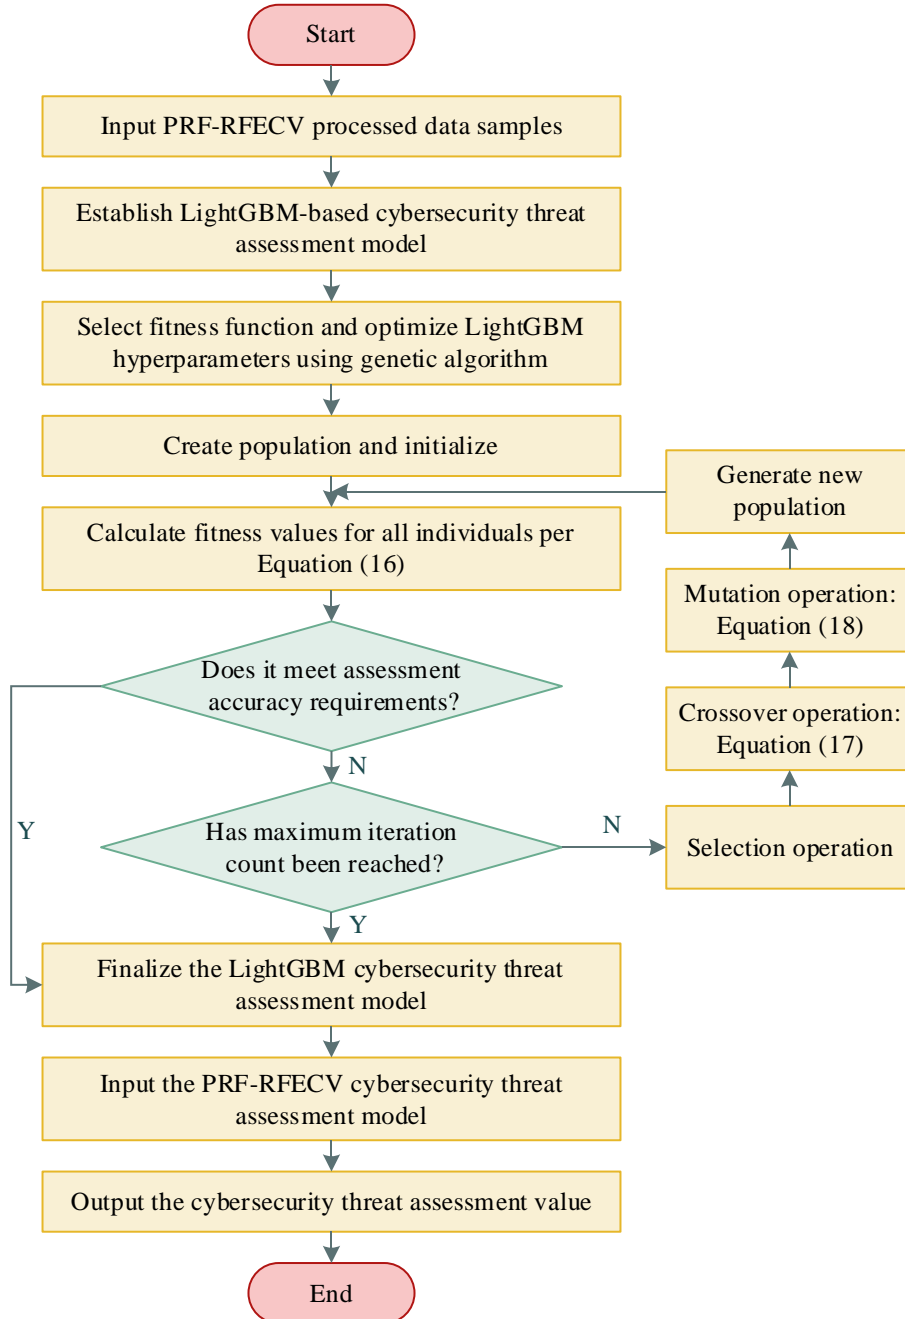 Start
Input PRF-RFECV processed data samples
Establish LightGBM-based cybersecurity threat
assessment model
Select fitness function and optimize LightGBM
hyperparameters using genetic algorithm
Create population and initialize
Generate new
population
Calculate fitness values for all individuals per
Equation (16)
Mutation operation:
Equation (18)
Does it meet assessment
accuracy requirements?
Crossover operation:
Equation (17)
N
Y
Has maximum iteration
count been reached?
N
Selection operation
Y
Finalize the LightGBM cybersecurity threat
assessment model
Input the PRF-RFECV cybersecurity threat
assessment model
Output the cybersecurity threat assessment value
End